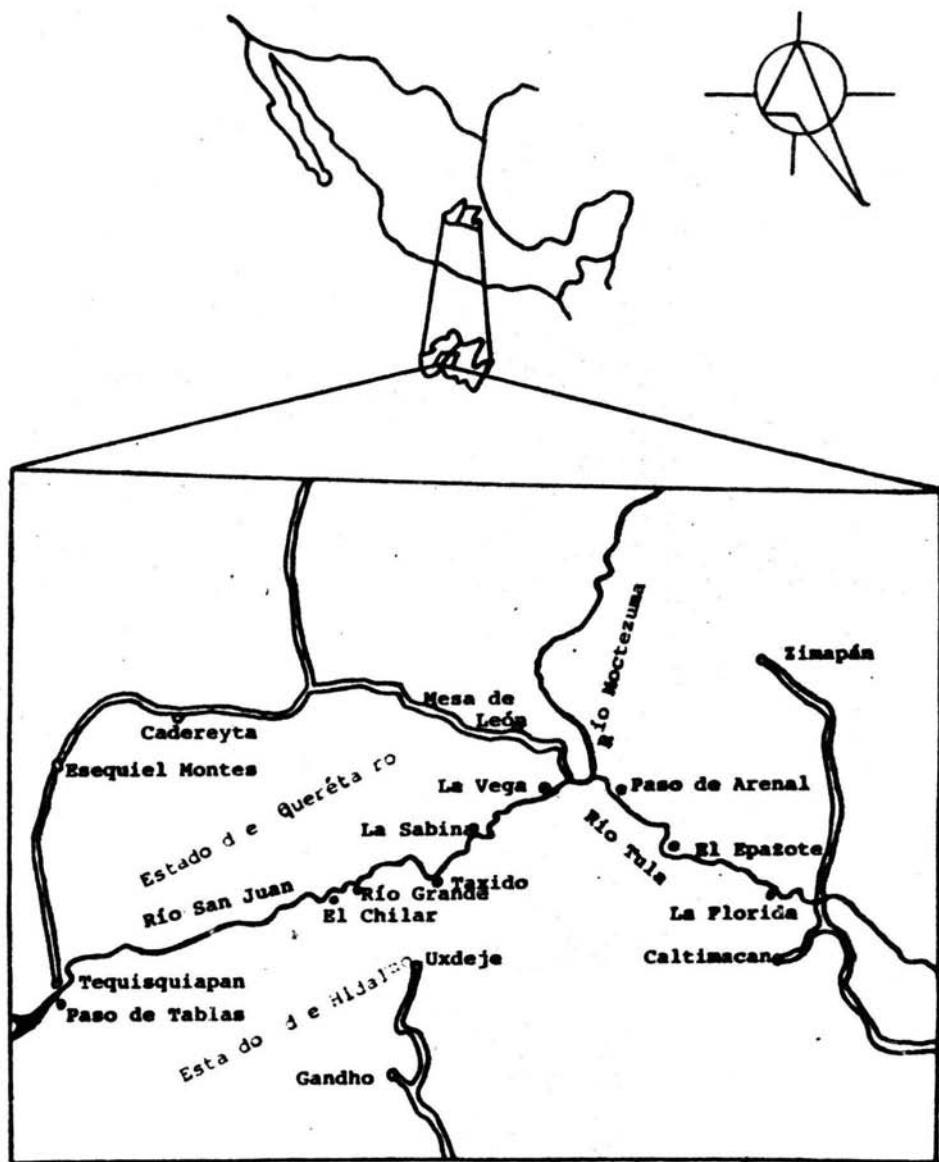 Río Moctezuma
Zimapán
Mesa de
León
Cadereyta
Esequiel Montes
Estado de Querétaro
La Vega
Paso de Arenal
La Sabina
Río Tula
El Epazote
Taxido
Río Grande
Río San Juan
El Chilar
La Florida
Uxdeje
Caltimacan
Tequisquiapan
Paso de Tablas
Estado de Hidalgo
Gandho